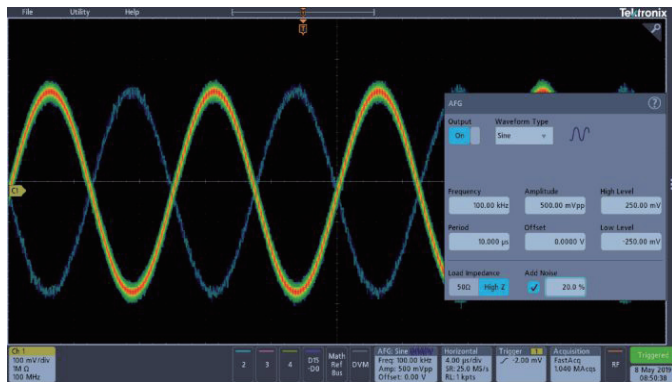 File Utility Help
Tektronix
T
C1
AFG ?
Output Waveform Type
On Sine
Frequency Amplitude High Level
100.00 kHz 500.00 mVpp 250.00 mV
Period Offset Low Level
10.000 µs 0.0000 V -250.00 mV
Load Impedance Add Noise
50Ω High Z 20.0 %
Ch 1
100 mV/div
1M Ω
100 MHz
2 3 4
D15
-D0
Math
Ref
Bus
DVM
AFG: Sine
Freq: 100.00 kHz
Amp: 500 mVpp
Offset: 0.00 V
Horizontal
4.00 µs/div
SR: 25.0 MS/s
RL: 1 kpts
Trigger 1
-2.00 mV
Acquisition
FastAcq
RF
Triggered
8 May 201